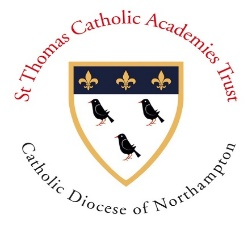 St Thomas Catholic Academies Trust
Catholic Diocese of Northampton